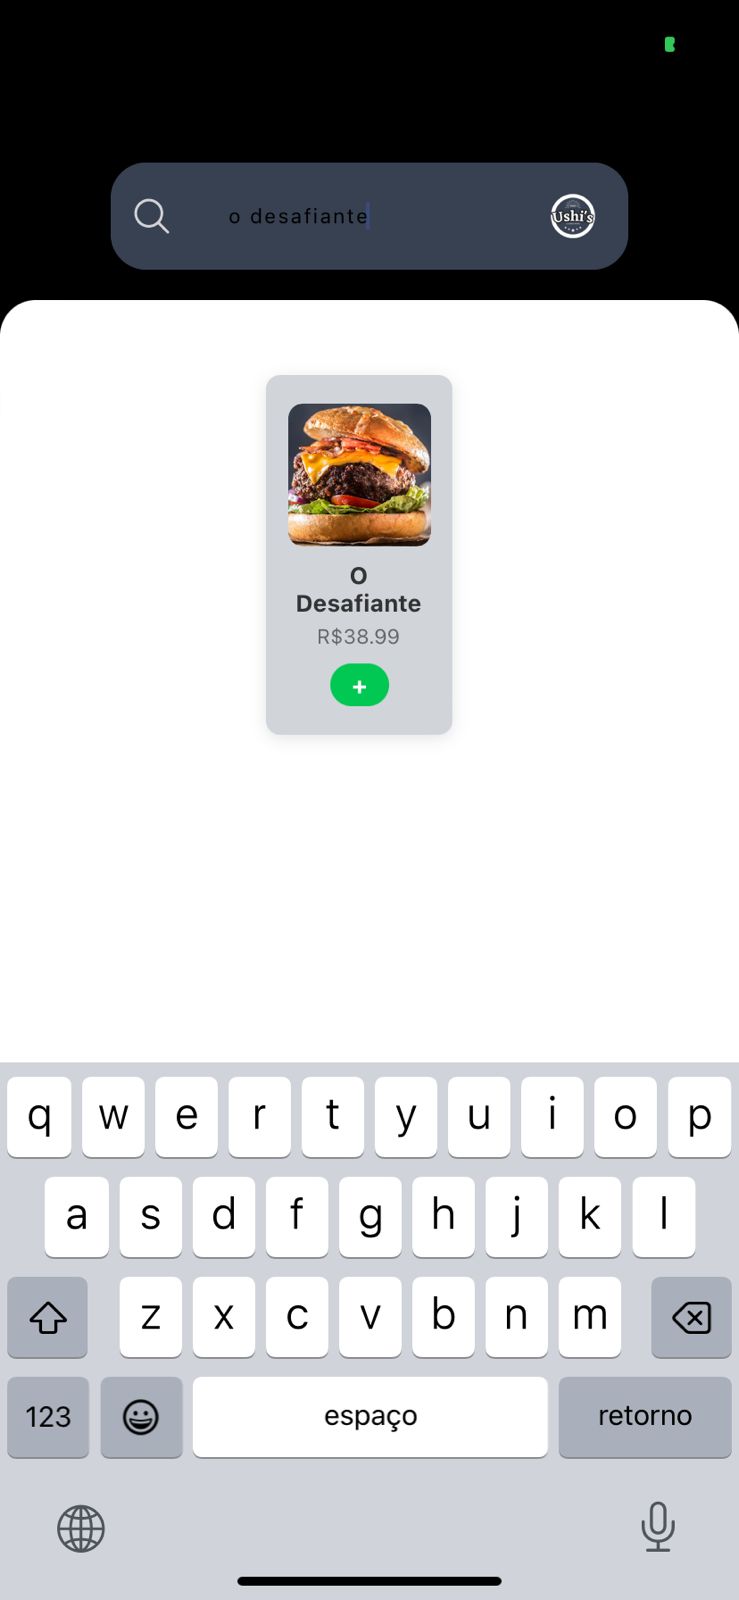 o desafiante
Ushi's
O
Desafiante
R$38.99
+
q w e r t y u i o p
a s d f g h j k l
z x c v b n m
123 espaço retorno